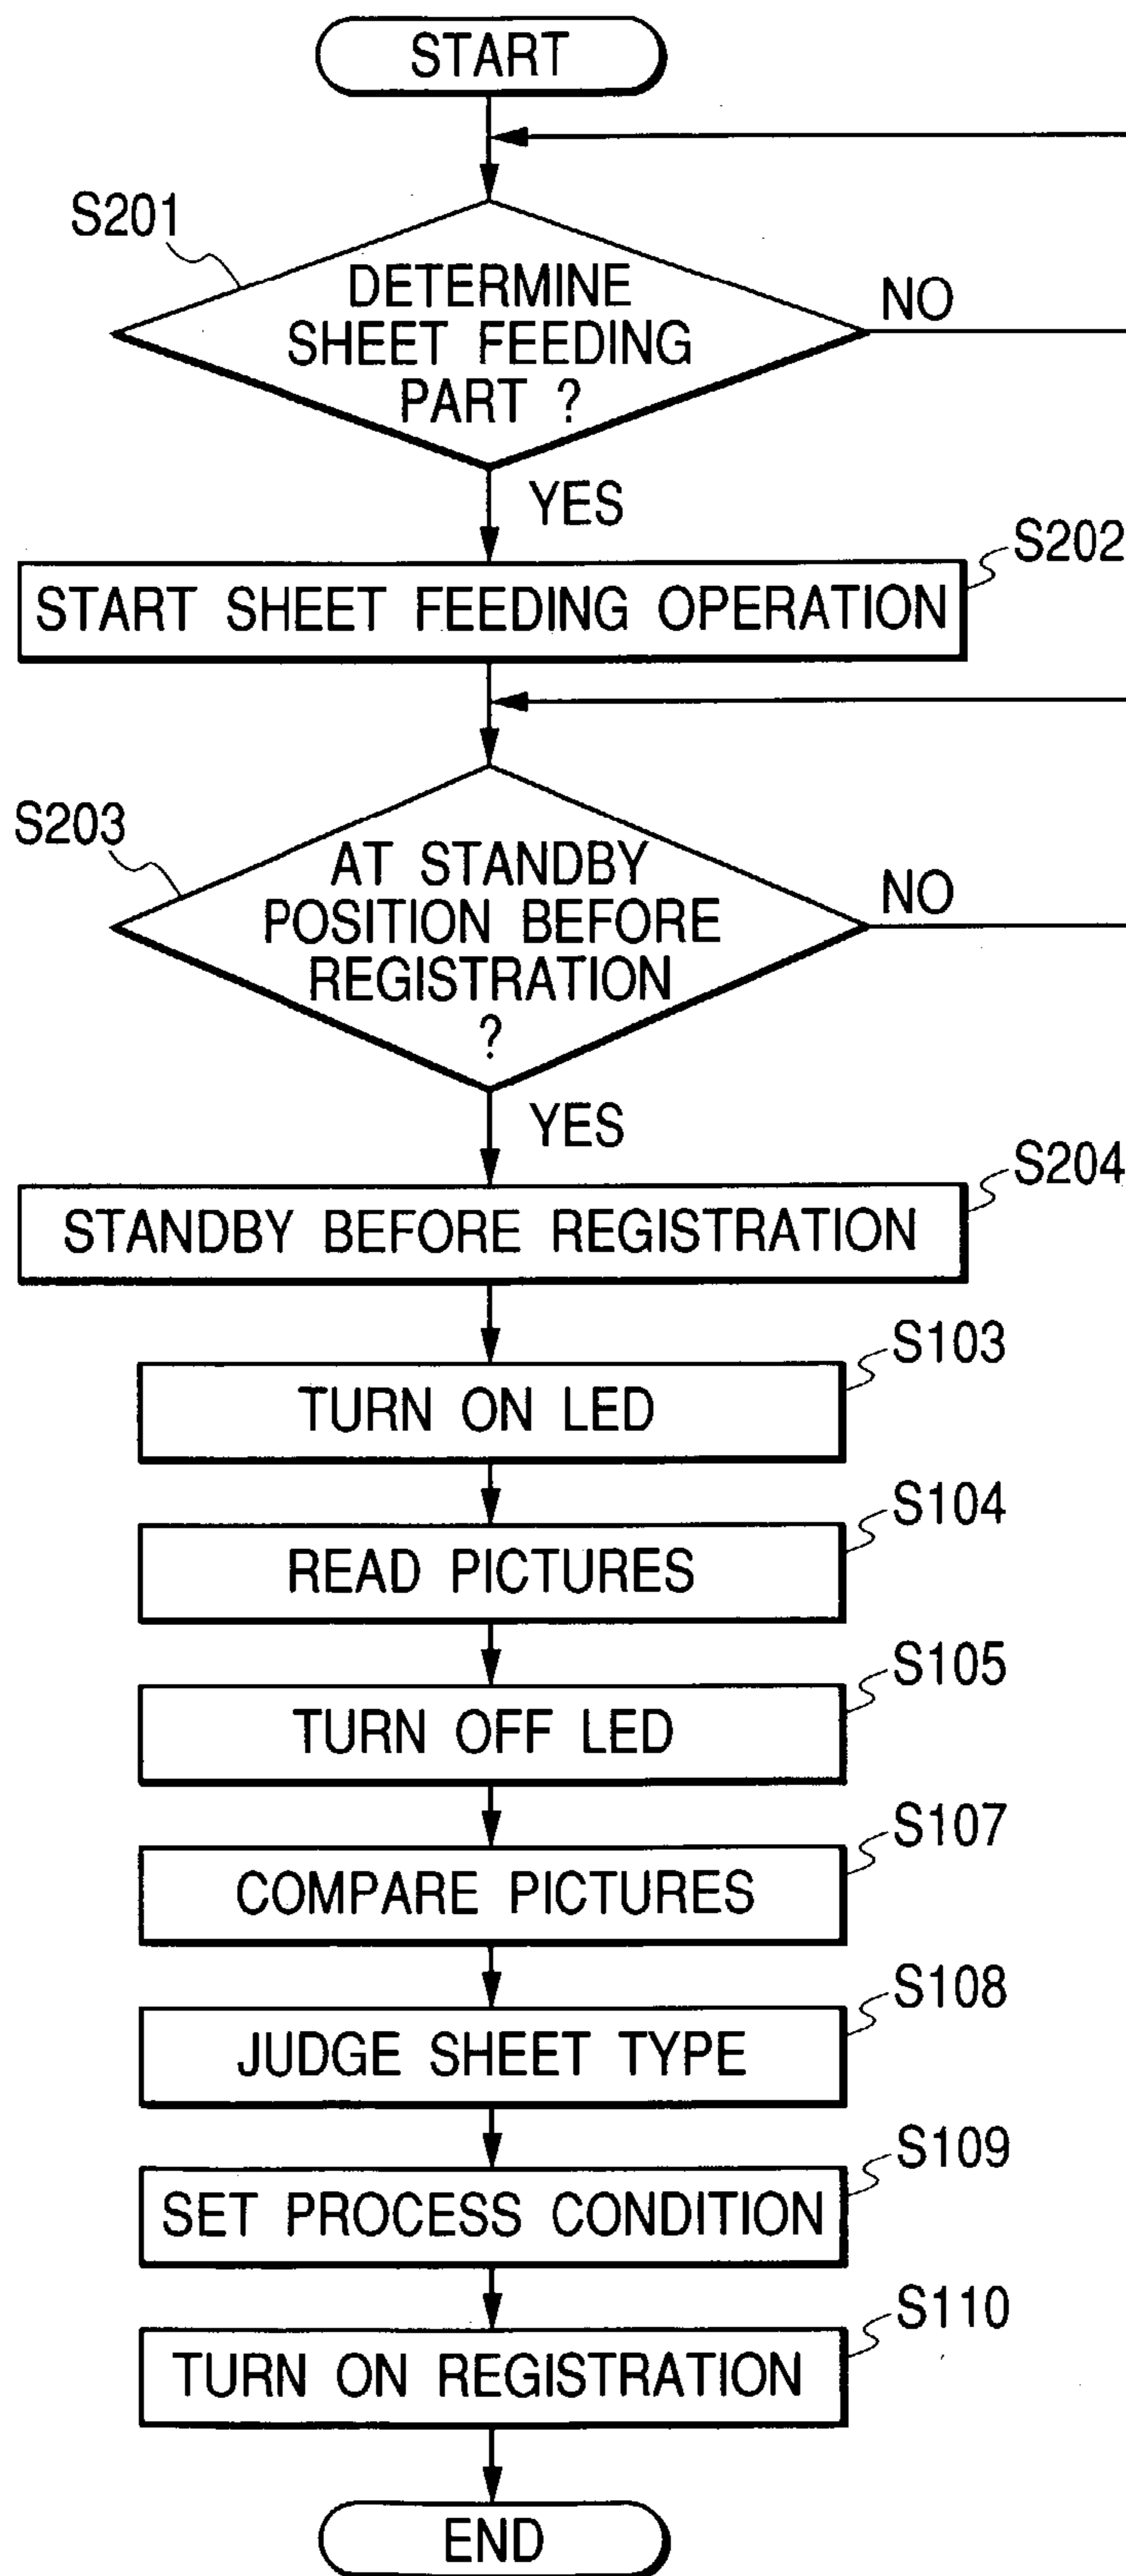 START
S201
DETERMINE
SHEET FEEDING
PART ?
NO
YES
S202
START SHEET FEEDING OPERATION
S203
AT STANDBY
POSITION BEFORE
REGISTRATION
?
NO
YES
S204
STANDBY BEFORE REGISTRATION
S103
TURN ON LED
S104
READ PICTURES
S105
TURN OFF LED
S107
COMPARE PICTURES
S108
JUDGE SHEET TYPE
S109
SET PROCESS CONDITION
S110
TURN ON REGISTRATION
END